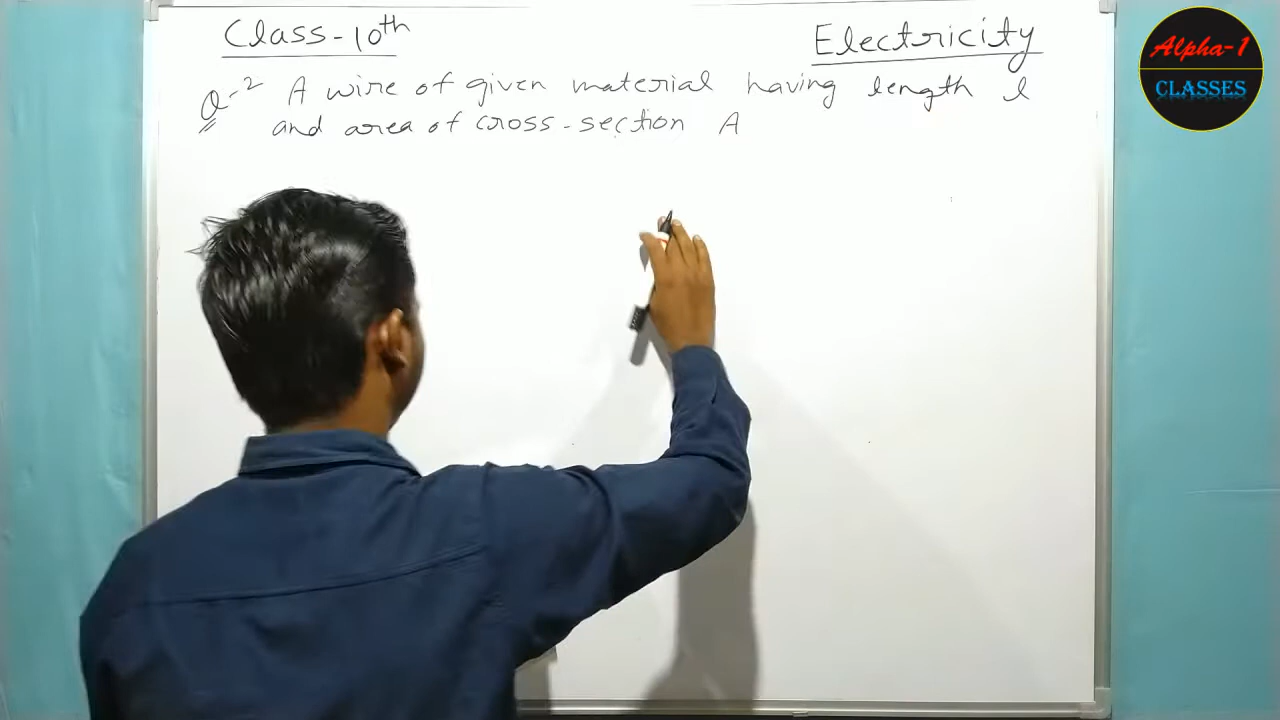 Class-10th
Electricity
Q-2 A wire of given material having length l
and area of cross-section A
Alpha-1
CLASSES